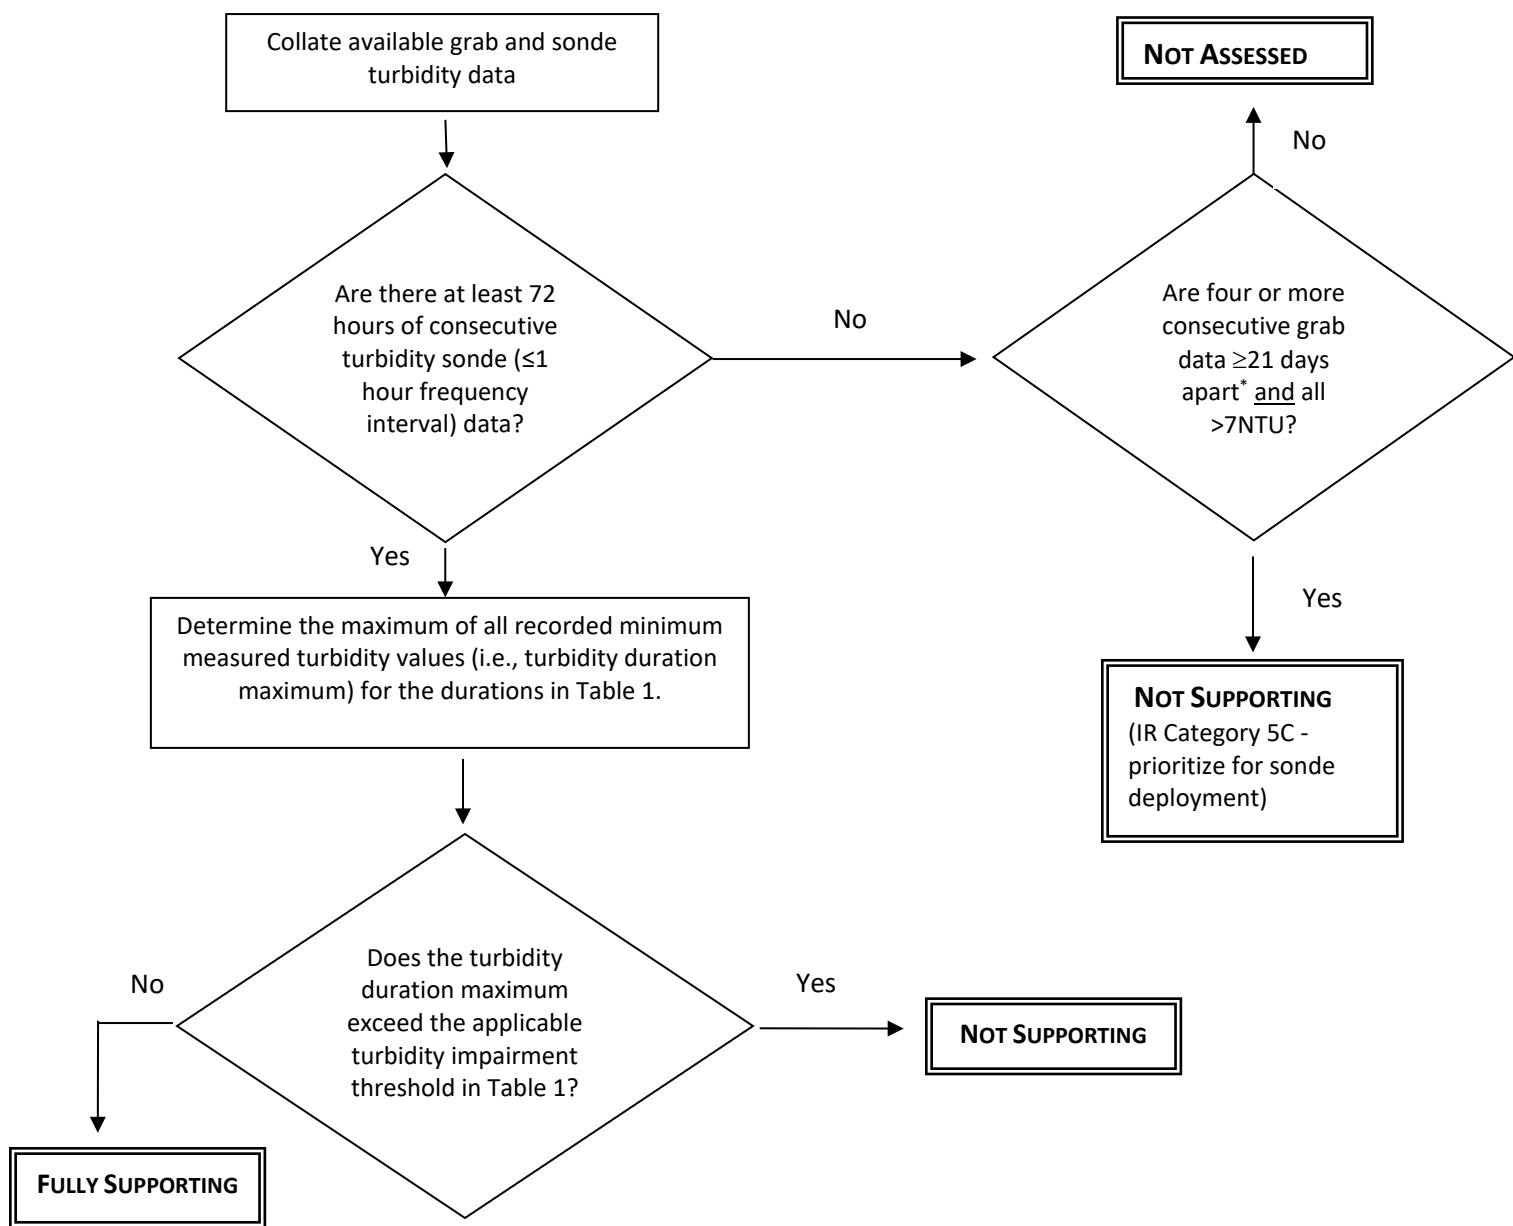 Collate available grab and sonde
turbidity data
NOT ASSESSED
No
Are there at least 72
hours of consecutive
turbidity sonde (≤1
hour frequency
interval) data?
No
Are four or more
consecutive grab
data ≥21 days
apart* and all
>7NTU?
Yes
Yes
Determine the maximum of all recorded minimum
measured turbidity values (i.e., turbidity duration
maximum) for the durations in Table 1.
NOT SUPPORTING
(IR Category 5C -
prioritize for sonde
deployment)
Does the turbidity
duration maximum
exceed the applicable
turbidity impairment
threshold in Table 1?
No
Yes
NOT SUPPORTING
FULLY SUPPORTING